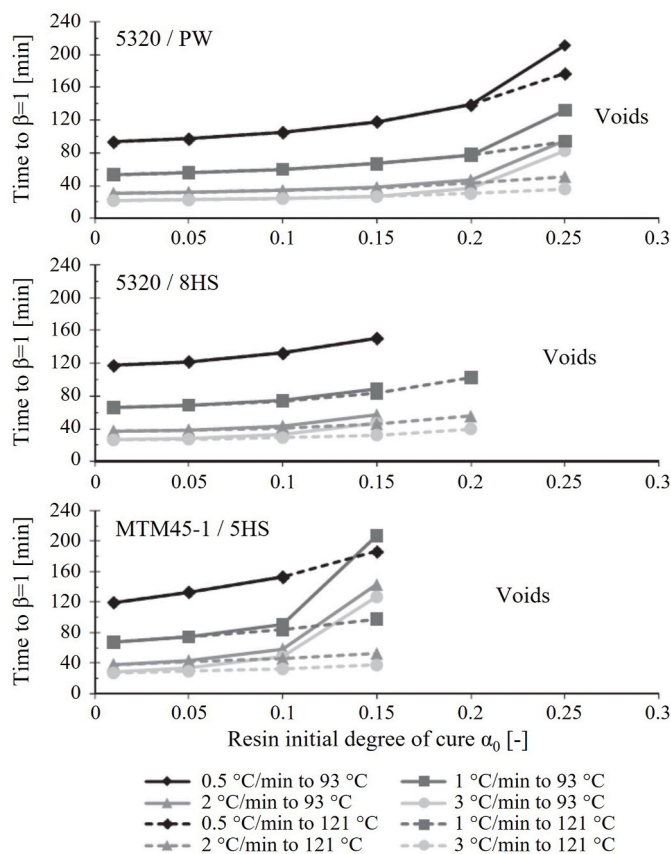 5320 / PW
Time to β=1 [min]
240
200
160
120
80
40
0
Voids
0
0.05
0.1
0.15
0.2
0.25
0.3
5320 / 8HS
Time to β=1 [min]
240
200
160
120
80
40
0
Voids
0
0.05
0.1
0.15
0.2
0.25
0.3
MTM45-1 / 5HS
Time to β=1 [min]
240
200
160
120
80
40
0
Voids
0
0.05
0.1
0.15
0.2
0.25
0.3
Resin initial degree of cure α₀ [-]
0.5 °C/min to 93 °C
1 °C/min to 93 °C
2 °C/min to 93 °C
3 °C/min to 93 °C
0.5 °C/min to 121 °C
1 °C/min to 121 °C
2 °C/min to 121 °C
3 °C/min to 121 °C